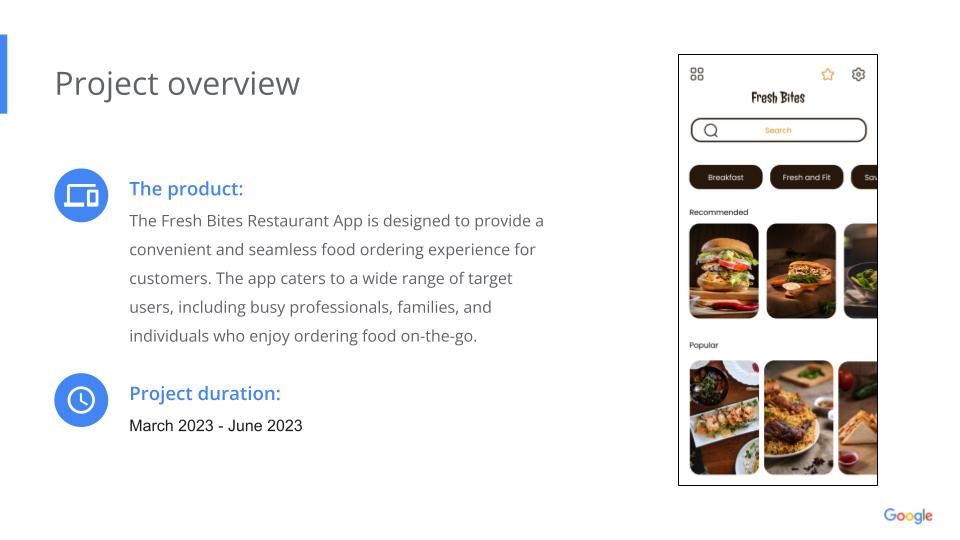 Project overview
The product:
The Fresh Bites Restaurant App is designed to provide a
convenient and seamless food ordering experience for
customers. The app caters to a wide range of target
users, including busy professionals, families, and
individuals who enjoy ordering food on-the-go.
Project duration:
March 2023 - June 2023
Fresh Bites
Search
Breakfast
Fresh and Fit
Sav
Recommended
Popular
Google